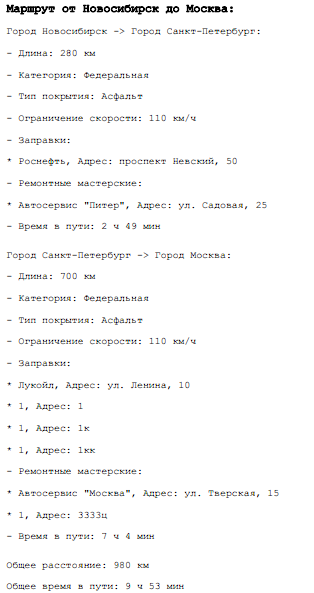 Маршрут от Новосибирск до Москва:
Город Новосибирск -> Город Санкт-Петербург:
- Длина: 280 км
- Категория: Федеральная
- Тип покрытия: Асфальт
- Ограничение скорости: 110 км/ч
- Заправки:
* Роснефть, Адрес: проспект Невский, 50
- Ремонтные мастерские:
* Автосервис "Питер", Адрес: ул. Садовая, 25
- Время в пути: 2 ч 49 мин
Город Санкт-Петербург -> Город Москва:
- Длина: 700 км
- Категория: Федеральная
- Тип покрытия: Асфальт
- Ограничение скорости: 110 км/ч
- Заправки:
* Лукойл, Адрес: ул. Ленина, 10
* 1, Адрес: 1
* 1, Адрес: 1к
* 1, Адрес: 1кк
- Ремонтные мастерские:
* Автосервис "Москва", Адрес: ул. Тверская, 15
* 1, Адрес: 3333ц
- Время в пути: 7 ч 4 мин
Общее расстояние: 980 км
Общее время в пути: 9 ч 53 мин